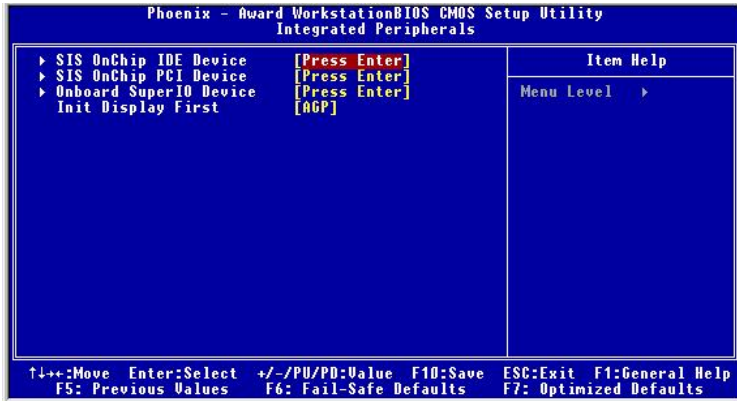 Phoenix - Award WorkstationBIOS CMOS Setup Utility
Integrated Peripherals
▸ SIS OnChip IDE Device [Press Enter]
▸ SIS OnChip PCI Device [Press Enter]
▸ Onboard SuperIO Device [Press Enter]
Init Display First [AGP]
Item Help
Menu Level ▸
↑↓→←:Move Enter:Select +/-/PU/PD:Value F10:Save ESC:Exit F1:General Help
F5: Previous Values F6: Fail-Safe Defaults F7: Optimized Defaults